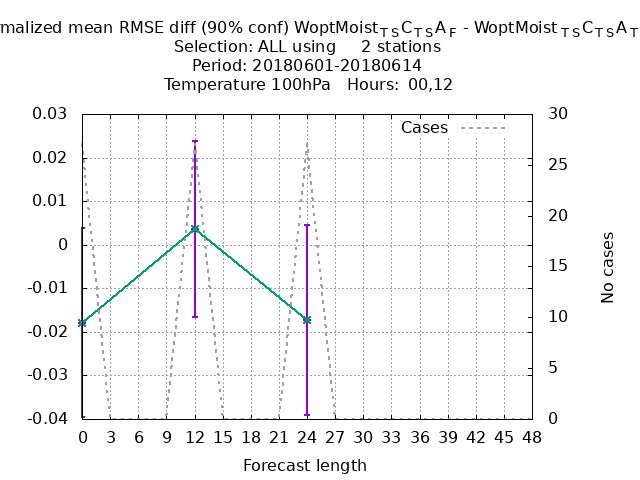 rmalized mean RMSE diff (90% conf) WoptMoistTSCTSAF - WoptMoistTSCTSAT
Selection: ALL using 2 stations
Period: 20180601-20180614
Temperature 100hPa Hours: 00,12
Cases
0.03
0.02
0.01
0
-0.01
-0.02
-0.03
-0.04
30
25
20
15
10
5
0
No cases
0 3 6 9 12 15 18 21 24 27 30 33 36 39 42 45 48
Forecast length